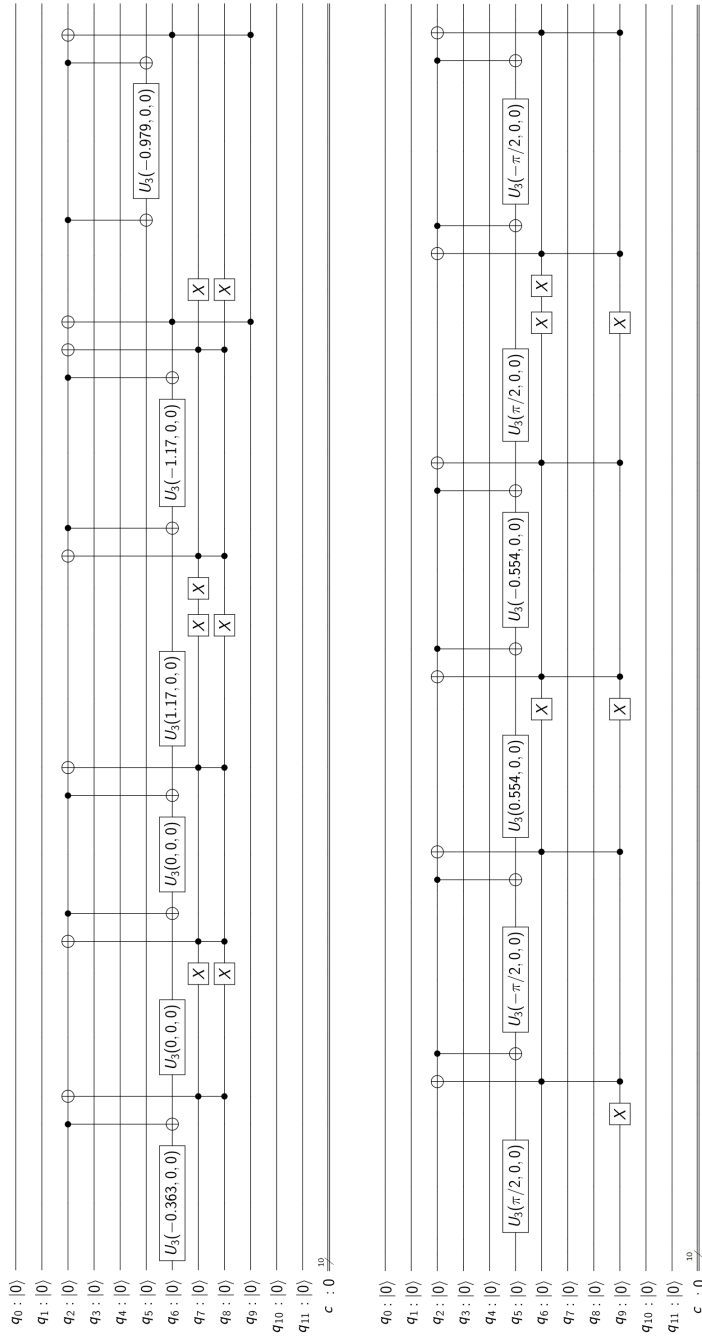 q₀ : |0⟩
q₁ : |0⟩
q₂ : |0⟩
q₃ : |0⟩
q₄ : |0⟩
q₅ : |0⟩ U₃(−0.979, 0, 0)
q₆ : |0⟩ U₃(−0.363, 0, 0) U₃(0, 0, 0) U₃(0, 0, 0) U₃(1.17, 0, 0) U₃(−1.17, 0, 0)
q₇ : |0⟩ X X X X
q₈ : |0⟩ X X X
q₉ : |0⟩
q₁₀ : |0⟩
q₁₁ : |0⟩
c : 0 10
q₀ : |0⟩
q₁ : |0⟩
q₂ : |0⟩
q₃ : |0⟩
q₄ : |0⟩
q₅ : |0⟩ U₃(π/2, 0, 0) U₃(−π/2, 0, 0) U₃(0.554, 0, 0) U₃(−0.554, 0, 0) U₃(π/2, 0, 0) U₃(−π/2, 0, 0)
q₆ : |0⟩ X X X
q₇ : |0⟩
q₈ : |0⟩
q₉ : |0⟩ X X X
q₁₀ : |0⟩
q₁₁ : |0⟩
c : 0 10